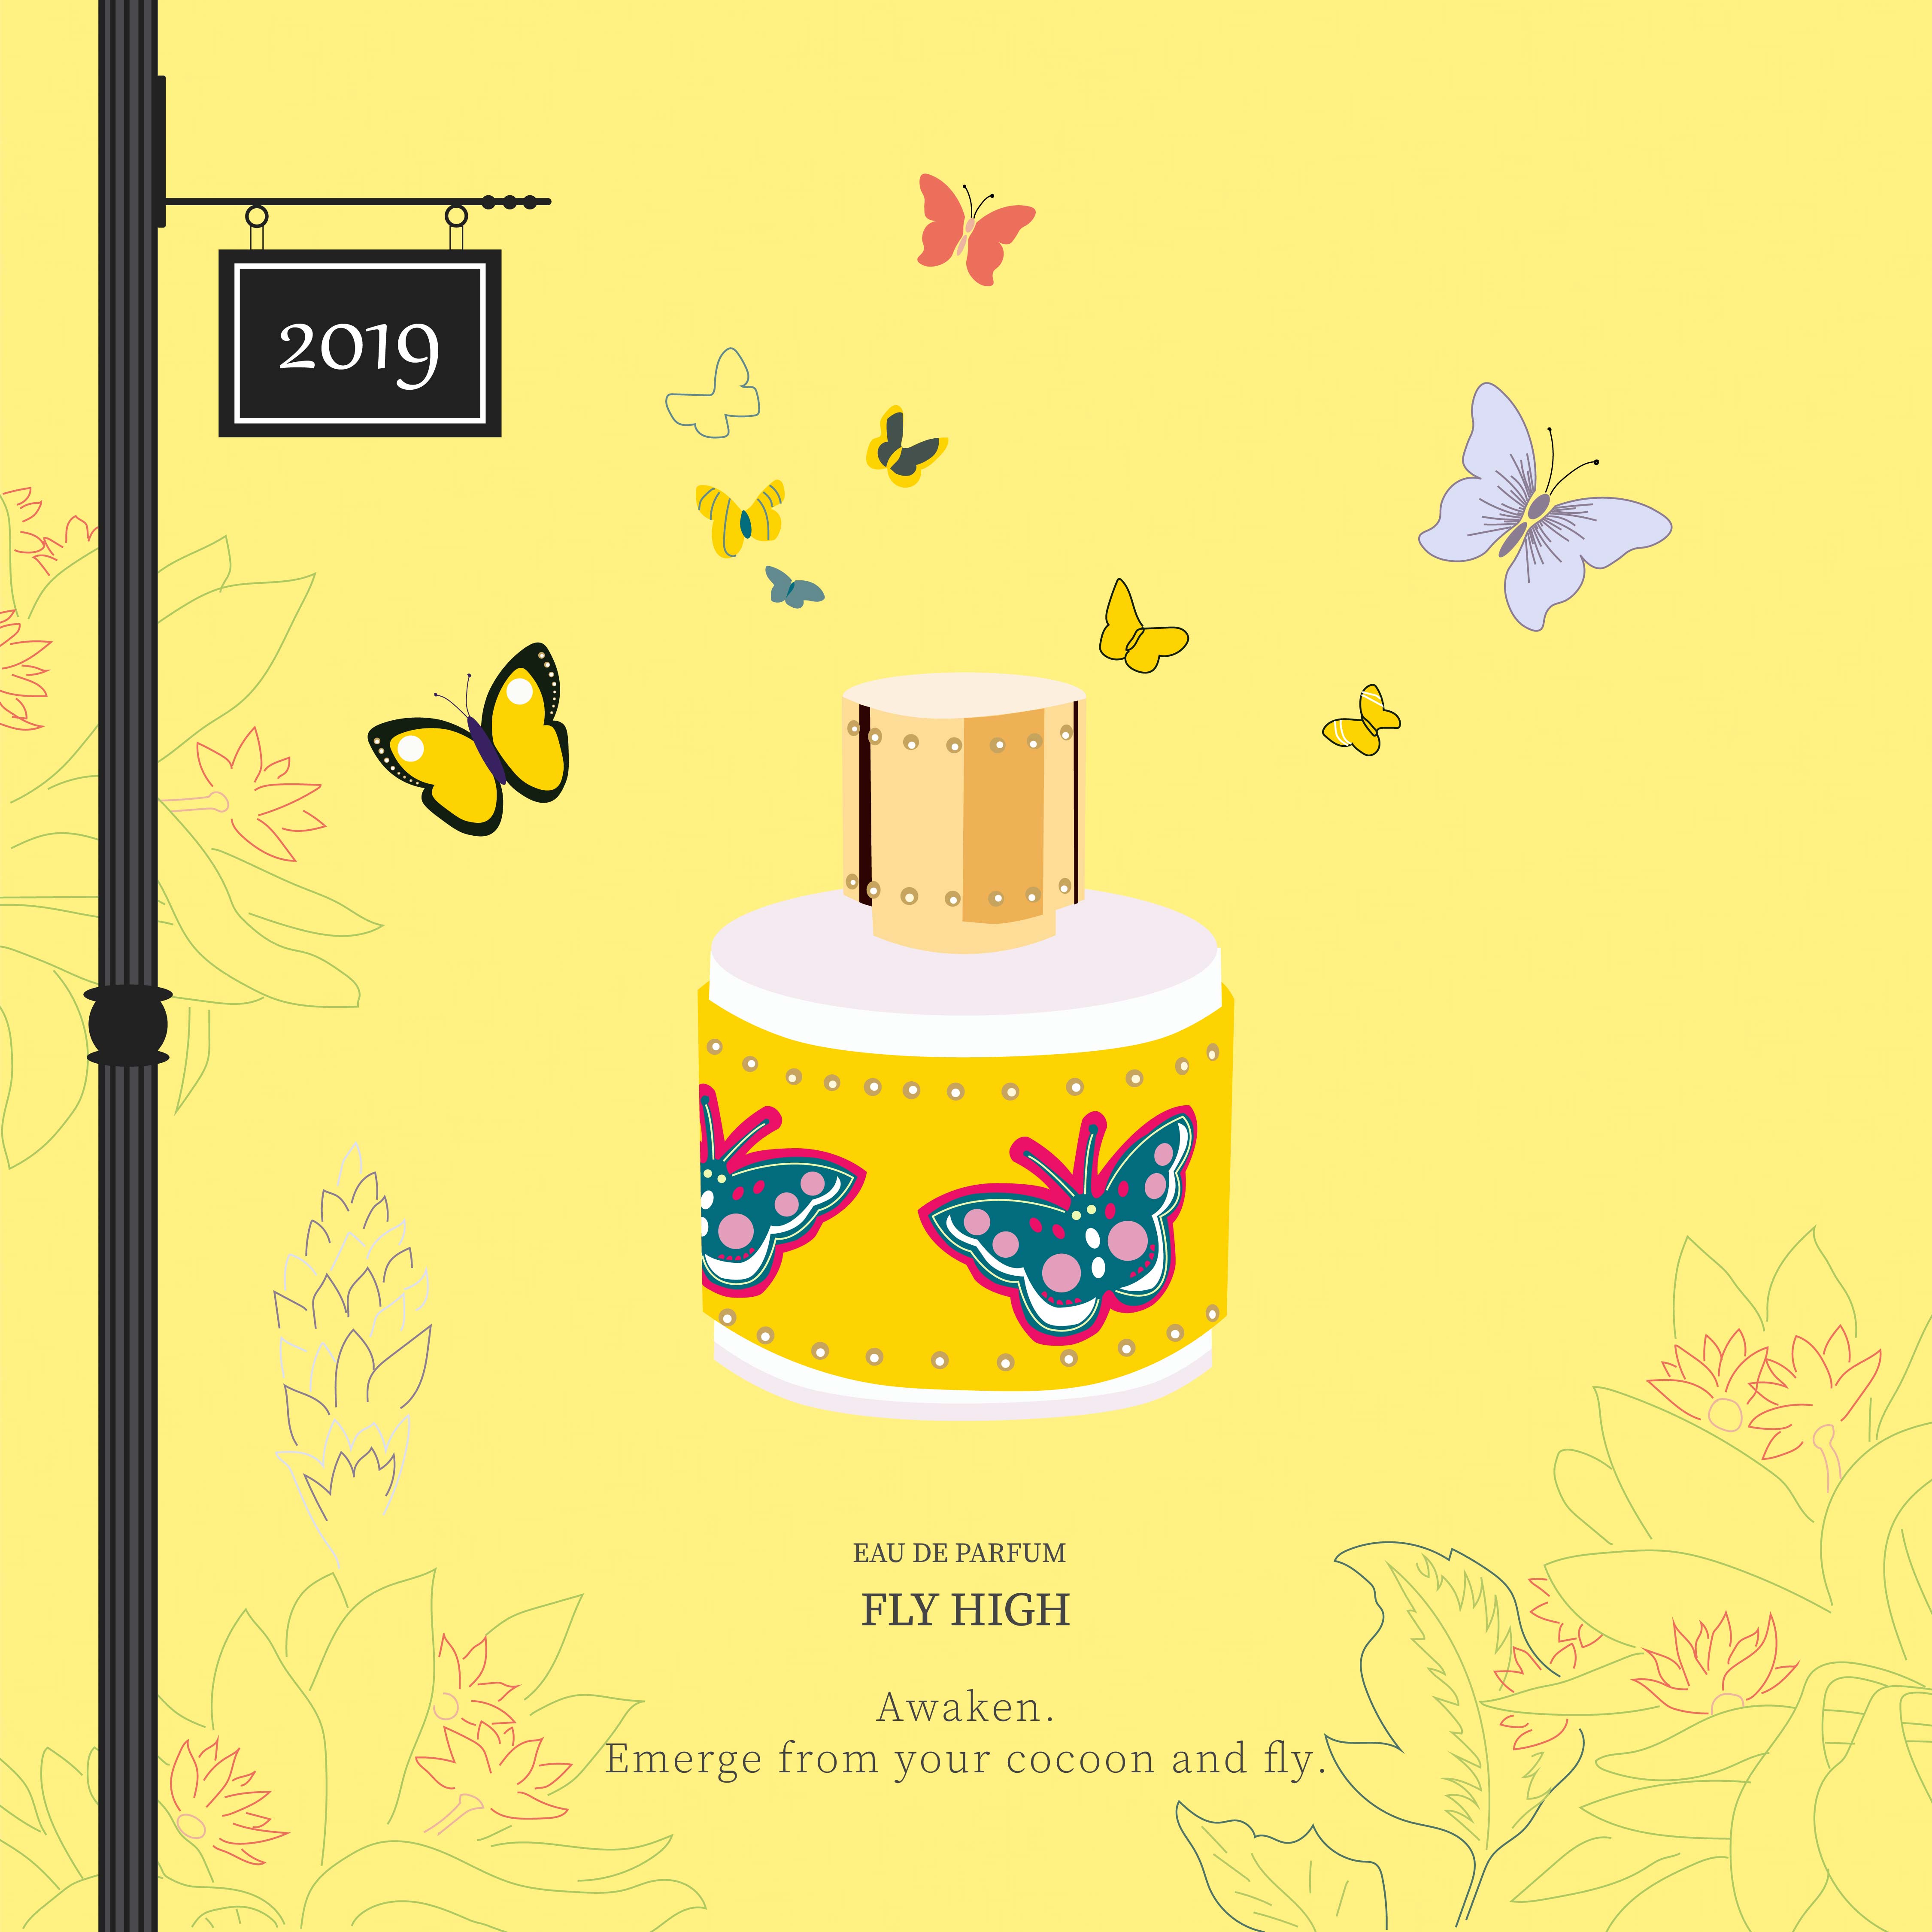 2019
EAU DE PARFUM
FLY HIGH
Awaken.
Emerge from your cocoon and fly.